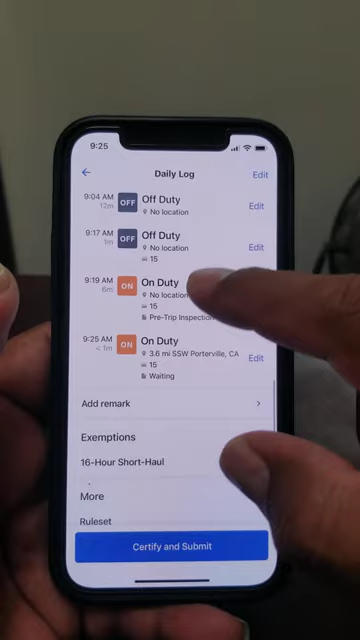 9:25
Daily Log
Edit
9:04 AM
12m
OFF
Off Duty
No location
Edit
9:17 AM
1m
OFF
Off Duty
No location
15
Edit
9:19 AM
6m
ON
On Duty
No location
15
Pre-Trip Inspection
9:25 AM
< 1m
ON
On Duty
3.6 mi SSW Porterville, CA
15
Waiting
Edit
Add remark
Exemptions
16-Hour Short-Haul
More
Ruleset
Certify and Submit